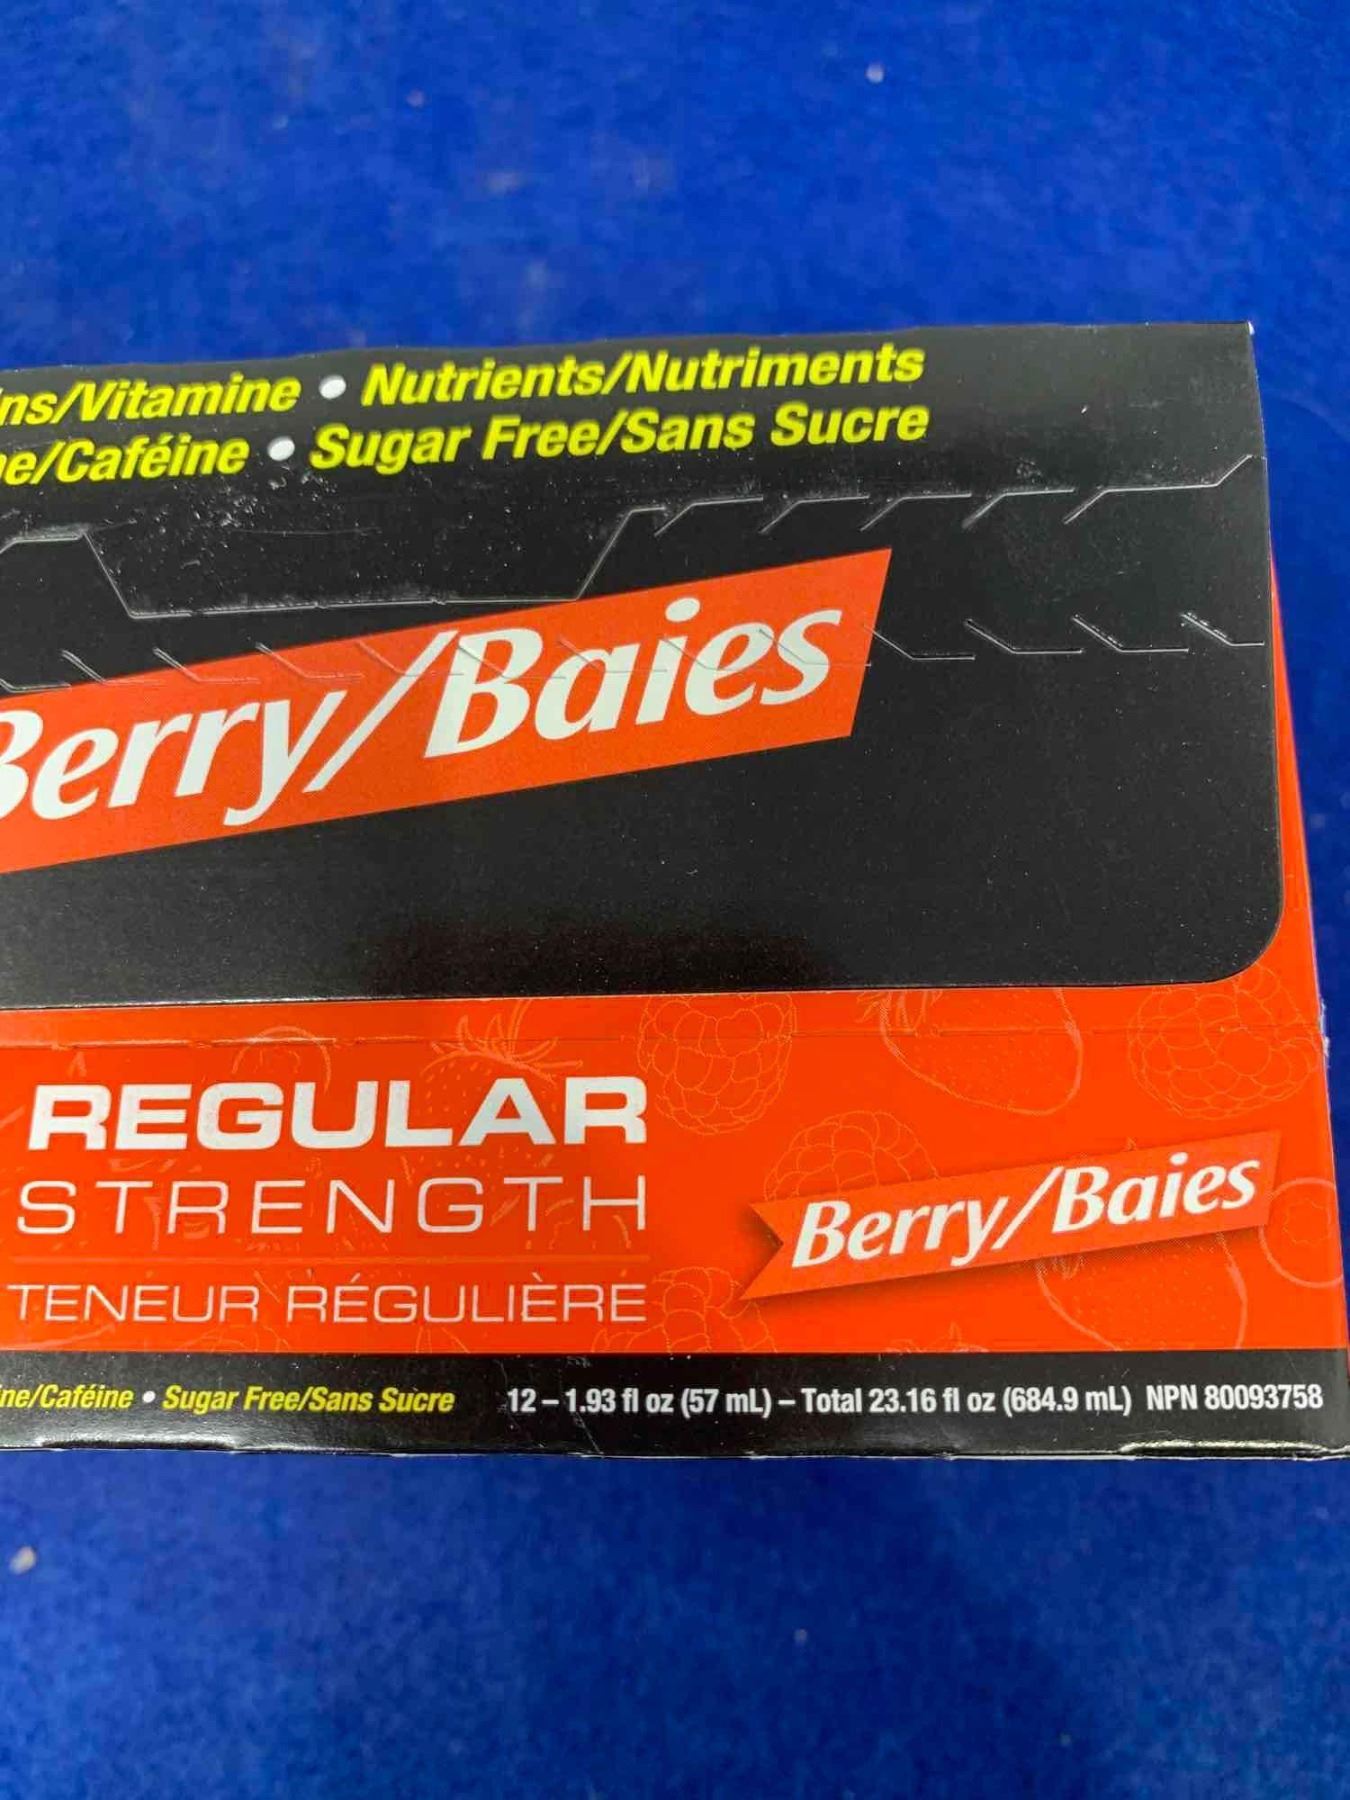 ns/Vitamine • Nutrients/Nutriments
ne/Caféine • Sugar Free/Sans Sucre
Berry/Baies
REGULAR
STRENGTH
TENEUR RÉGULIÈRE
Berry/Baies
ine/Caféine • Sugar Free/Sans Sucre 12 – 1.93 fl oz (57 mL) – Total 23.16 fl oz (684.9 mL) NPN 80093758